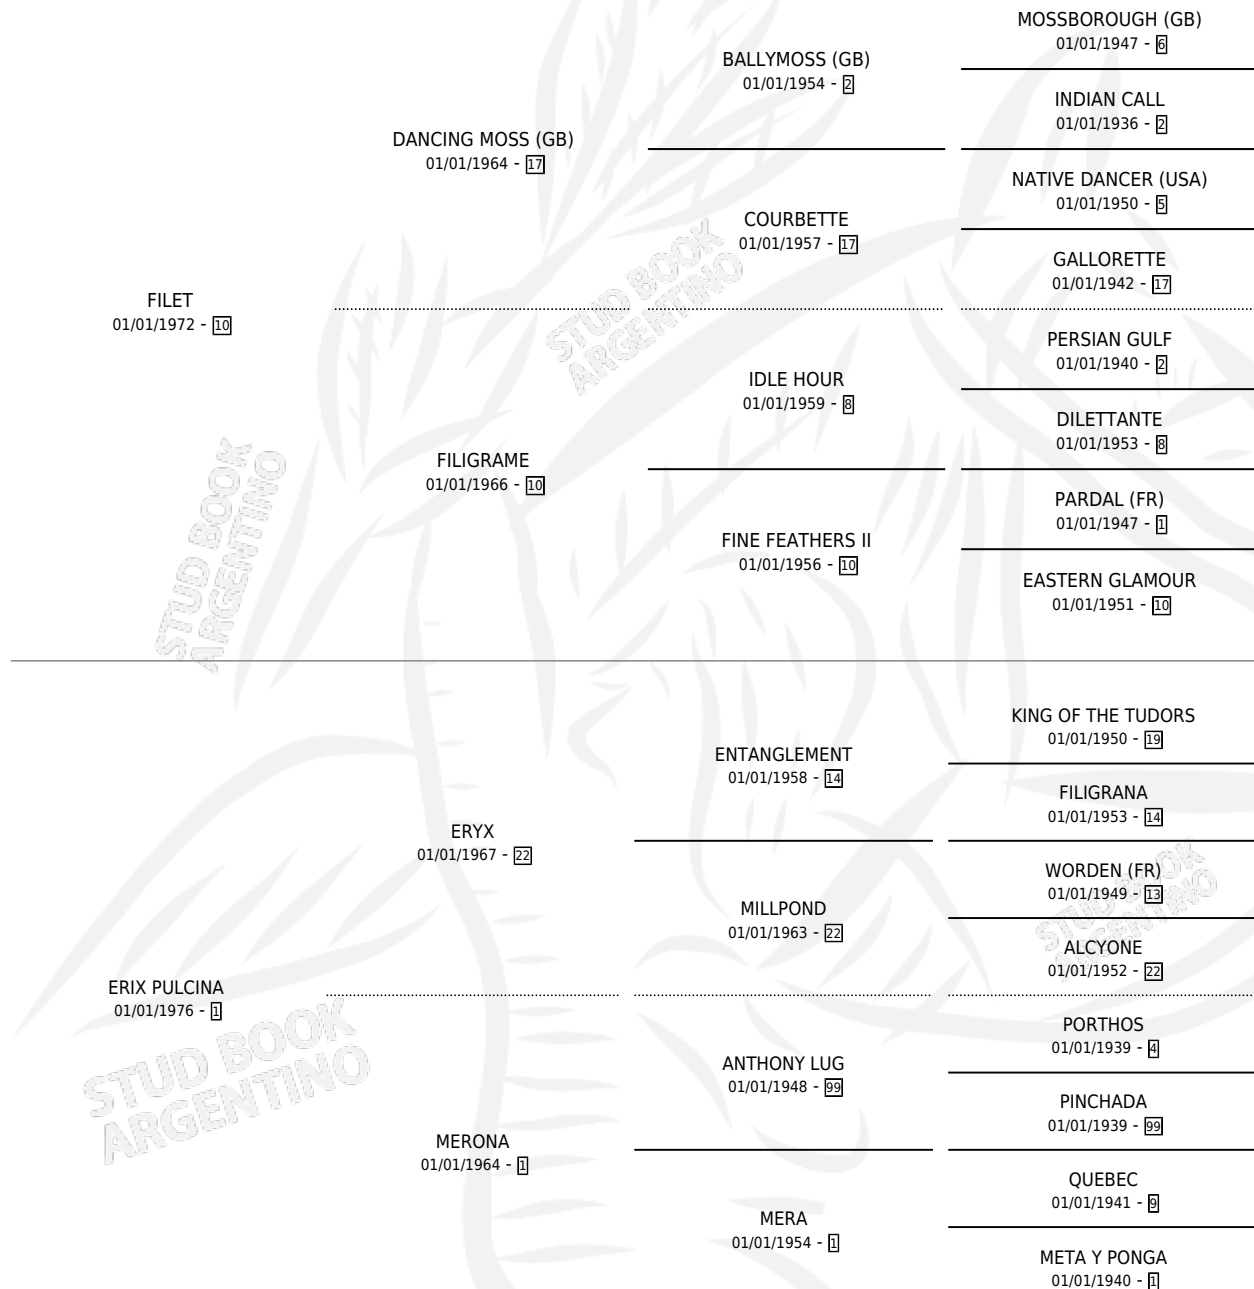 MOSSBOROUGH (GB)
01/01/1947 - 6
BALLYMOSS (GB)
01/01/1954 - 2
INDIAN CALL
01/01/1936 - 2
DANCING MOSS (GB)
01/01/1964 - 17
NATIVE DANCER (USA)
01/01/1950 - 5
COURBETTE
01/01/1957 - 17
GALLORETTE
01/01/1942 - 17
FILET
01/01/1972 - 10
PERSIAN GULF
01/01/1940 - 2
IDLE HOUR
01/01/1959 - 8
DILETTANTE
01/01/1953 - 8
FILIGRAME
01/01/1966 - 10
PARDAL (FR)
01/01/1947 - 1
FINE FEATHERS II
01/01/1956 - 10
EASTERN GLAMOUR
01/01/1951 - 10
KING OF THE TUDORS
01/01/1950 - 19
ENTANGLEMENT
01/01/1958 - 14
FILIGRANA
01/01/1953 - 14
ERYX
01/01/1967 - 22
WORDEN (FR)
01/01/1949 - 13
MILLPOND
01/01/1963 - 22
ALCYONE
01/01/1952 - 22
ERIX PULCINA
01/01/1976 - 1
PORTHOS
01/01/1939 - 4
ANTHONY LUG
01/01/1948 - 99
PINCHADA
01/01/1939 - 99
MERONA
01/01/1964 - 1
QUEBEC
01/01/1941 - 9
MERA
01/01/1954 - 1
META Y PONGA
01/01/1940 - 1
STUD BOOK
ARGENTINO
STUD BOOK
ARGENTINO
STUD BOOK
ARGENTINO
STUD BOOK
ARGENTINO